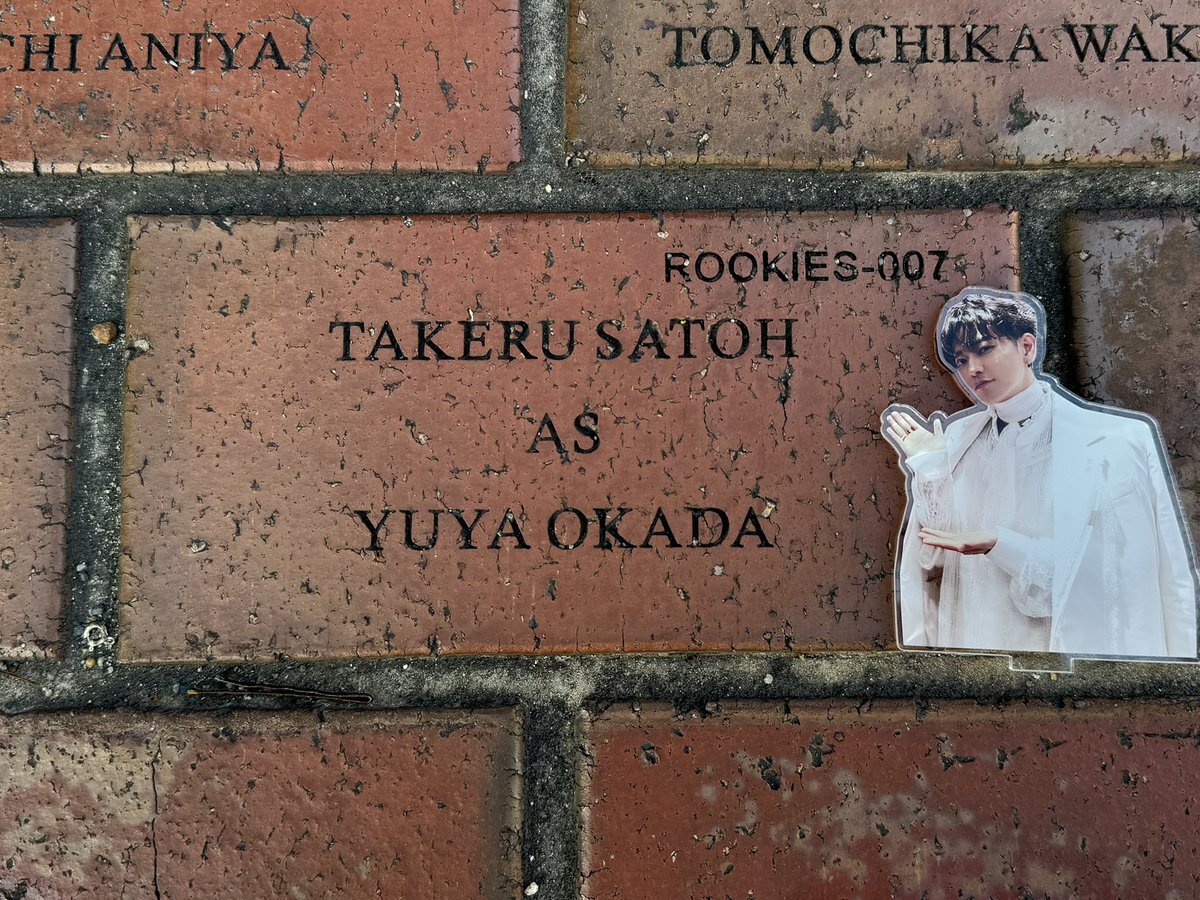 CHI ANIYA
TOMOCHIKA WAK
ROOKIES-007
TAKERU SATOH
AS
YUYA OKADA